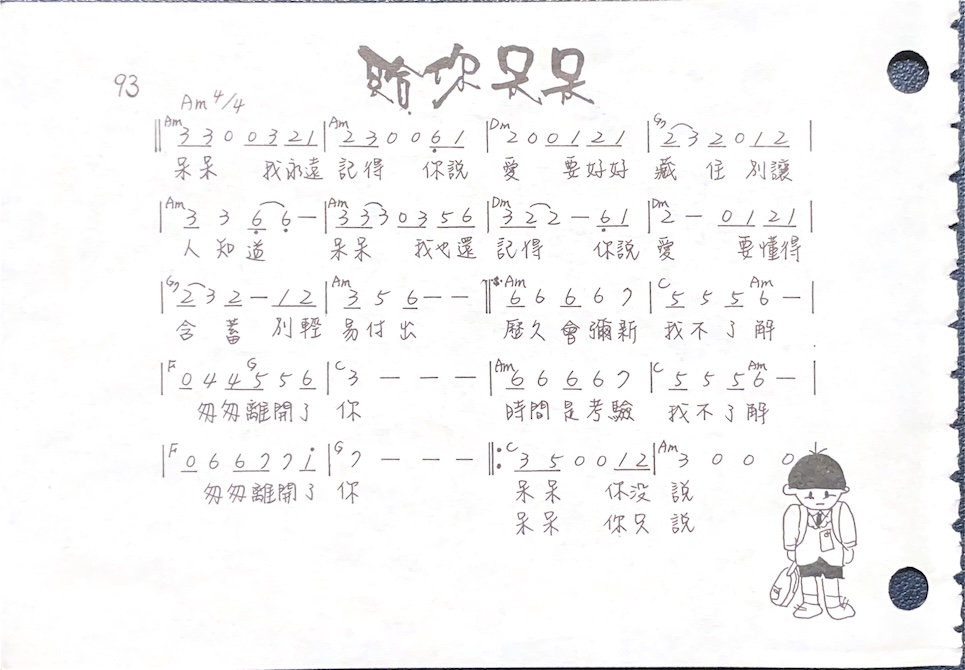 給你呆呆
93
Am 4/4
Am Am Dm G7
‖ 3 3 0 0 3 2 1 | 2 3 0 0 6 1 | 2 0 0 1 2 1 | 2 3 2 0 1 2 |
呆呆 我永遠 記得 你說 愛 要好好 藏 住 別讓
Am Am Dm Dm
| 3 3 6 6 – | 3 3 3 0 3 5 6 | 3 2 2 – 6 1 | 2 – 0 1 2 1 |
人 知 道 呆呆 我也還 記得 你說 愛 要懂得
G7 Am Am C Am
| 2 3 2 – 1 2 | 3 5 6 – – ‖ 6 6 6 6 7 | 5 5 5 6 – |
含 蓄 別輕 易 付 出 歷久 會彌新 我不了解
F G C Am C Am
| 0 4 4 5 5 6 | 3 – – – | 6 6 6 6 7 | 5 5 5 6 – |
匆匆離開了 你 時間 是考驗 我不了解
F G C Am
| 0 6 6 7 7 i | 7 – – – ‖: 3 5 0 0 1 2 | 3 0 0 0
匆匆離開了 你 呆 呆 你没 說
呆 呆 你只 說